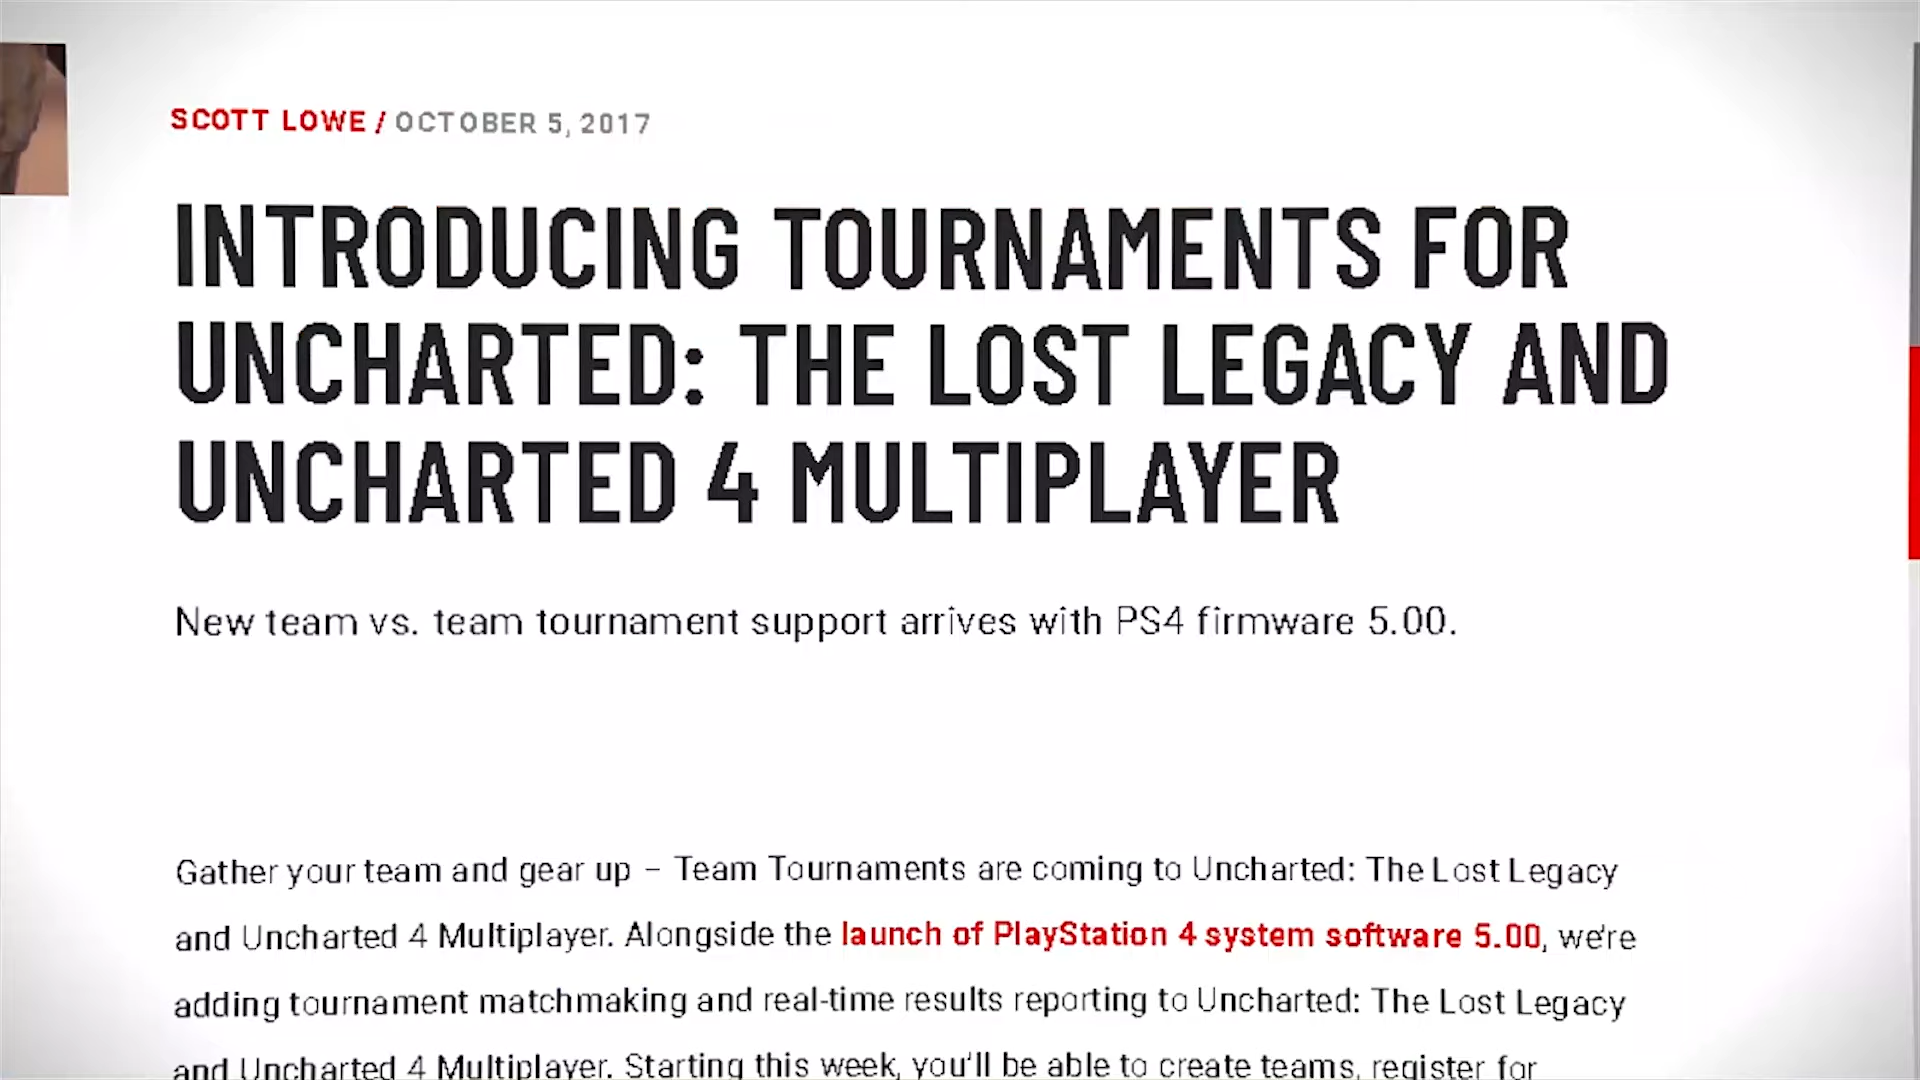 SCOTT LOWE / OCTOBER 5, 2017
INTRODUCING TOURNAMENTS FOR
UNCHARTED: THE LOST LEGACY AND
UNCHARTED 4 MULTIPLAYER
New team vs. team tournament support arrives with PS4 firmware 5.00.
Gather your team and gear up – Team Tournaments are coming to Uncharted: The Lost Legacy
and Uncharted 4 Multiplayer. Alongside the launch of PlayStation 4 system software 5.00, we're
adding tournament matchmaking and real-time results reporting to Uncharted: The Lost Legacy
and Uncharted 4 Multiplayer. Starting this week, you'll be able to create teams, register for